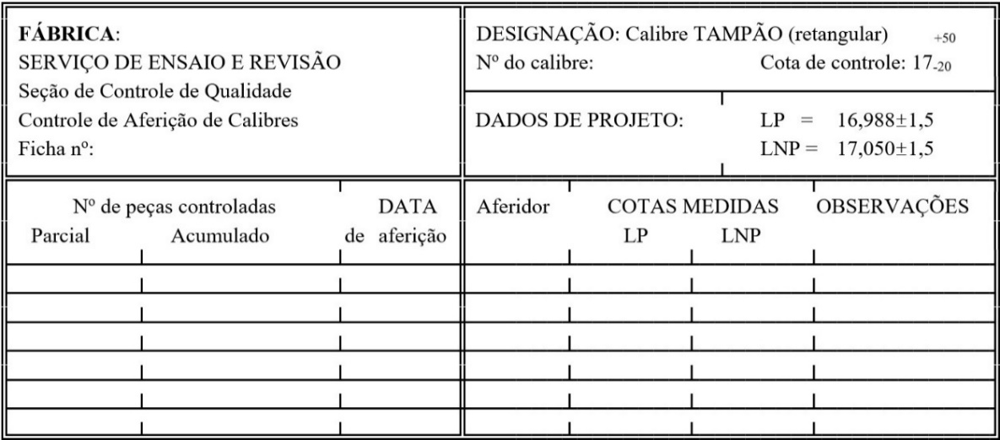 FÁBRICA:
SERVIÇO DE ENSAIO E REVISÃO
Seção de Controle de Qualidade
Controle de Aferição de Calibres
Ficha nº:
DESIGNAÇÃO: Calibre TAMPÃO (retangular) +50
Nº do calibre: Cota de controle: 17-20
DADOS DE PROJETO: LP = 16,988±1,5
LNP = 17,050±1,5
Nº de peças controladas DATA Aferidor COTAS MEDIDAS OBSERVAÇÕES
Parcial Acumulado de aferição LP LNP